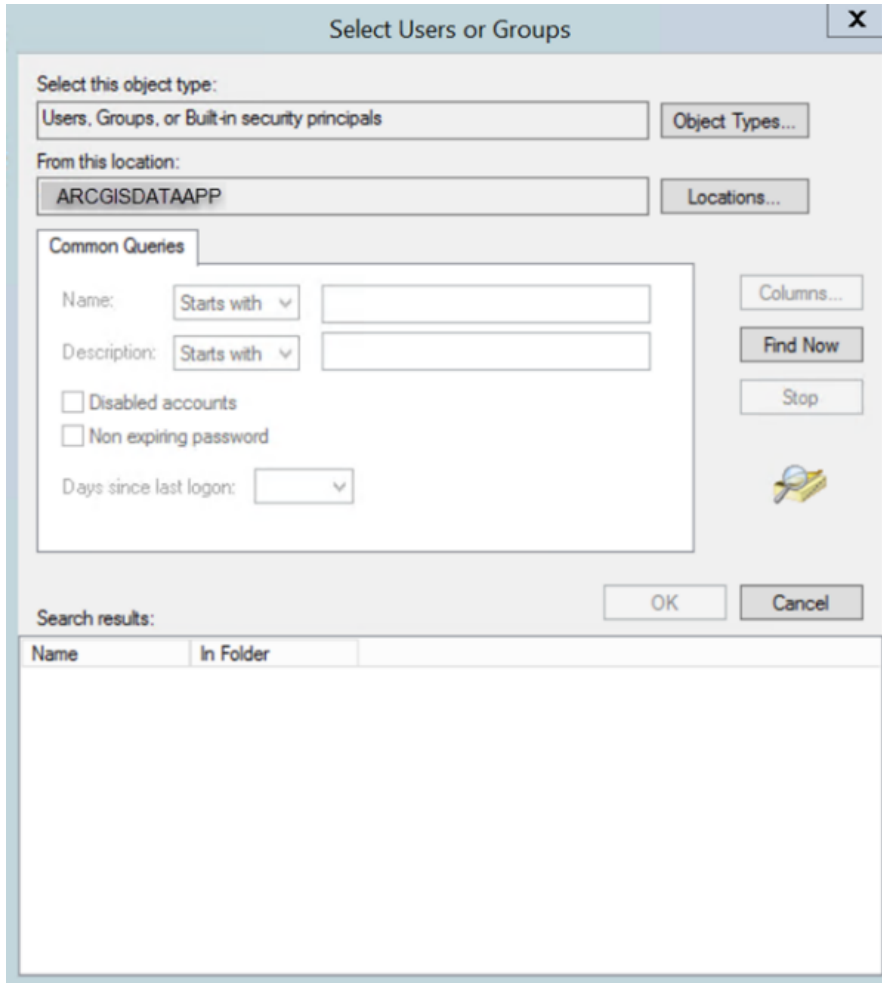 Select Users or Groups
X
Select this object type:
Users, Groups, or Built-in security principals
Object Types...
From this location:
ARCGISDATAAPP
Locations...
Common Queries
Name: Starts with
Columns...
Description: Starts with
Find Now
Disabled accounts
Stop
Non expiring password
Days since last logon:
OK Cancel
Search results:
Name In Folder